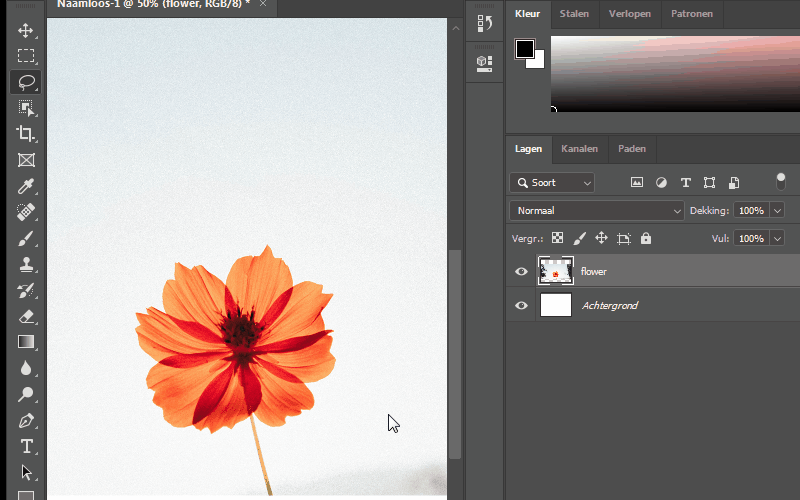 Naamloos-1 @ 50% (flower, RGB/8) *
Kleur Stalen Verlopen Patronen
Lagen Kanalen Paden
Soort
Normaal Dekking: 100%
Vergr.: Vul: 100%
flower
Achtergrond